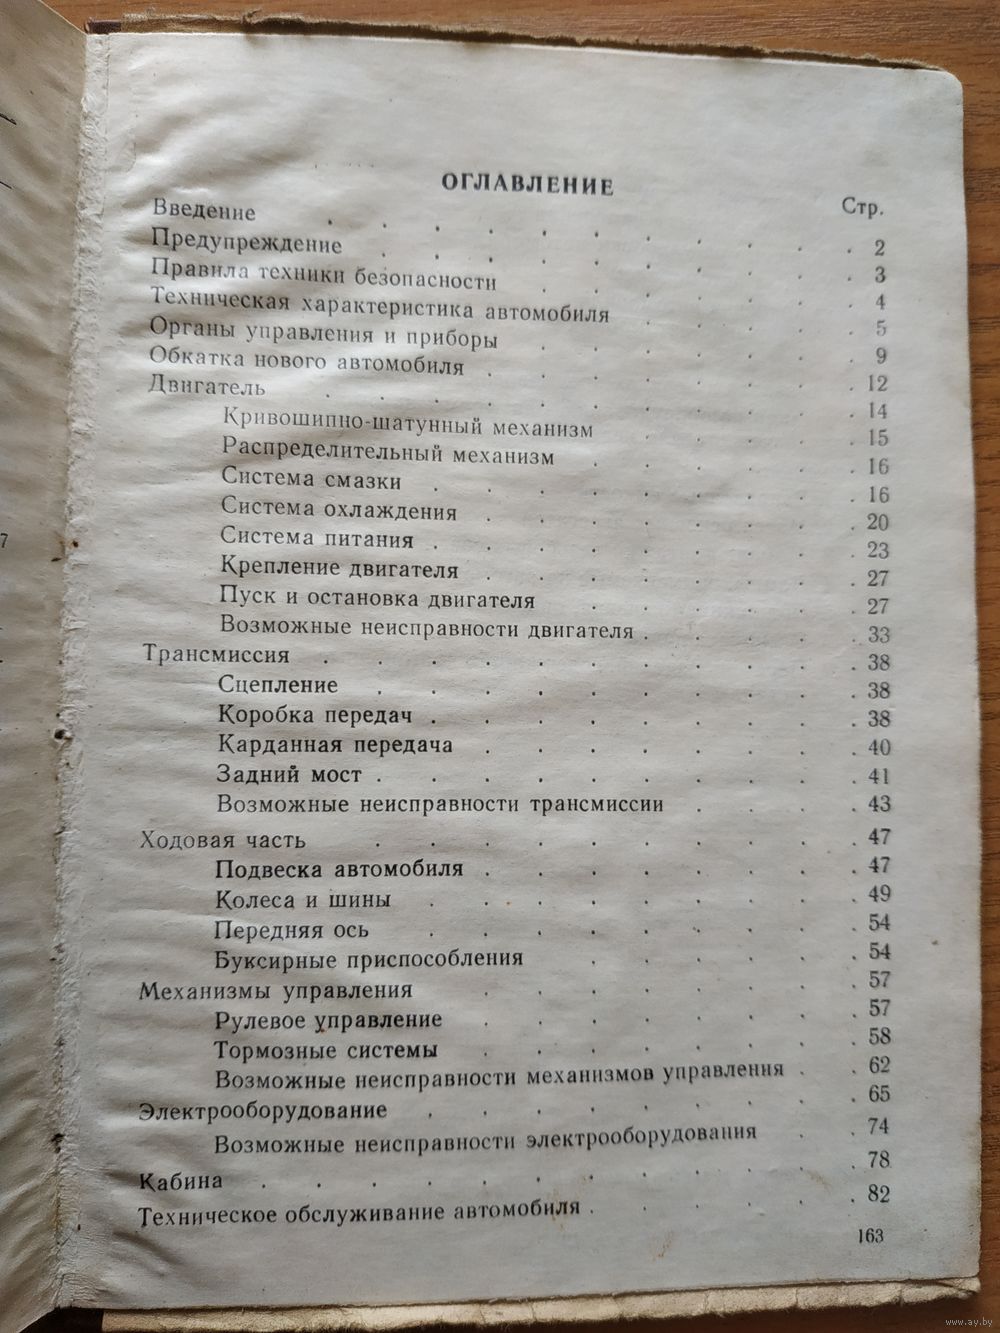 ОГЛАВЛЕНИЕ
Стр.
Введение . . . . . . . . . . 2
Предупреждение . . . . . . . . . 3
Правила техники безопасности . . . . . . 4
Техническая характеристика автомобиля . . . . 5
Органы управления и приборы . . . . . . 9
Обкатка нового автомобиля . . . . . . . 12
Двигатель . . . . . . . . . . 14
Кривошипно-шатунный механизм . . . . 15
Распределительный механизм . . . . . 16
Система смазки . . . . . . . . 16
Система охлаждения . . . . . . . 20
Система питания . . . . . . . . 23
Крепление двигателя . . . . . . . 27
Пуск и остановка двигателя . . . . . 27
Возможные неисправности двигателя . . . . 33
Трансмиссия . . . . . . . . . . 38
Сцепление . . . . . . . . . 38
Коробка передач . . . . . . . . 38
Карданная передача . . . . . . . 40
Задний мост . . . . . . . . . 41
Возможные неисправности трансмиссии . . . 43
Ходовая часть . . . . . . . . . 47
Подвеска автомобиля . . . . . . . 47
Колеса и шины . . . . . . . . 49
Передняя ось . . . . . . . . 54
Буксирные приспособления . . . . . 54
Механизмы управления . . . . . . . 57
Рулевое управление . . . . . . . 57
Тормозные системы . . . . . . . 58
Возможные неисправности механизмов управления . 62
Электрооборудование . . . . . . . . 65
Возможные неисправности электрооборудования . . 74
Кабина . . . . . . . . . . . 78
Техническое обслуживание автомобиля . . . . . 82
163
7
www.ay.by